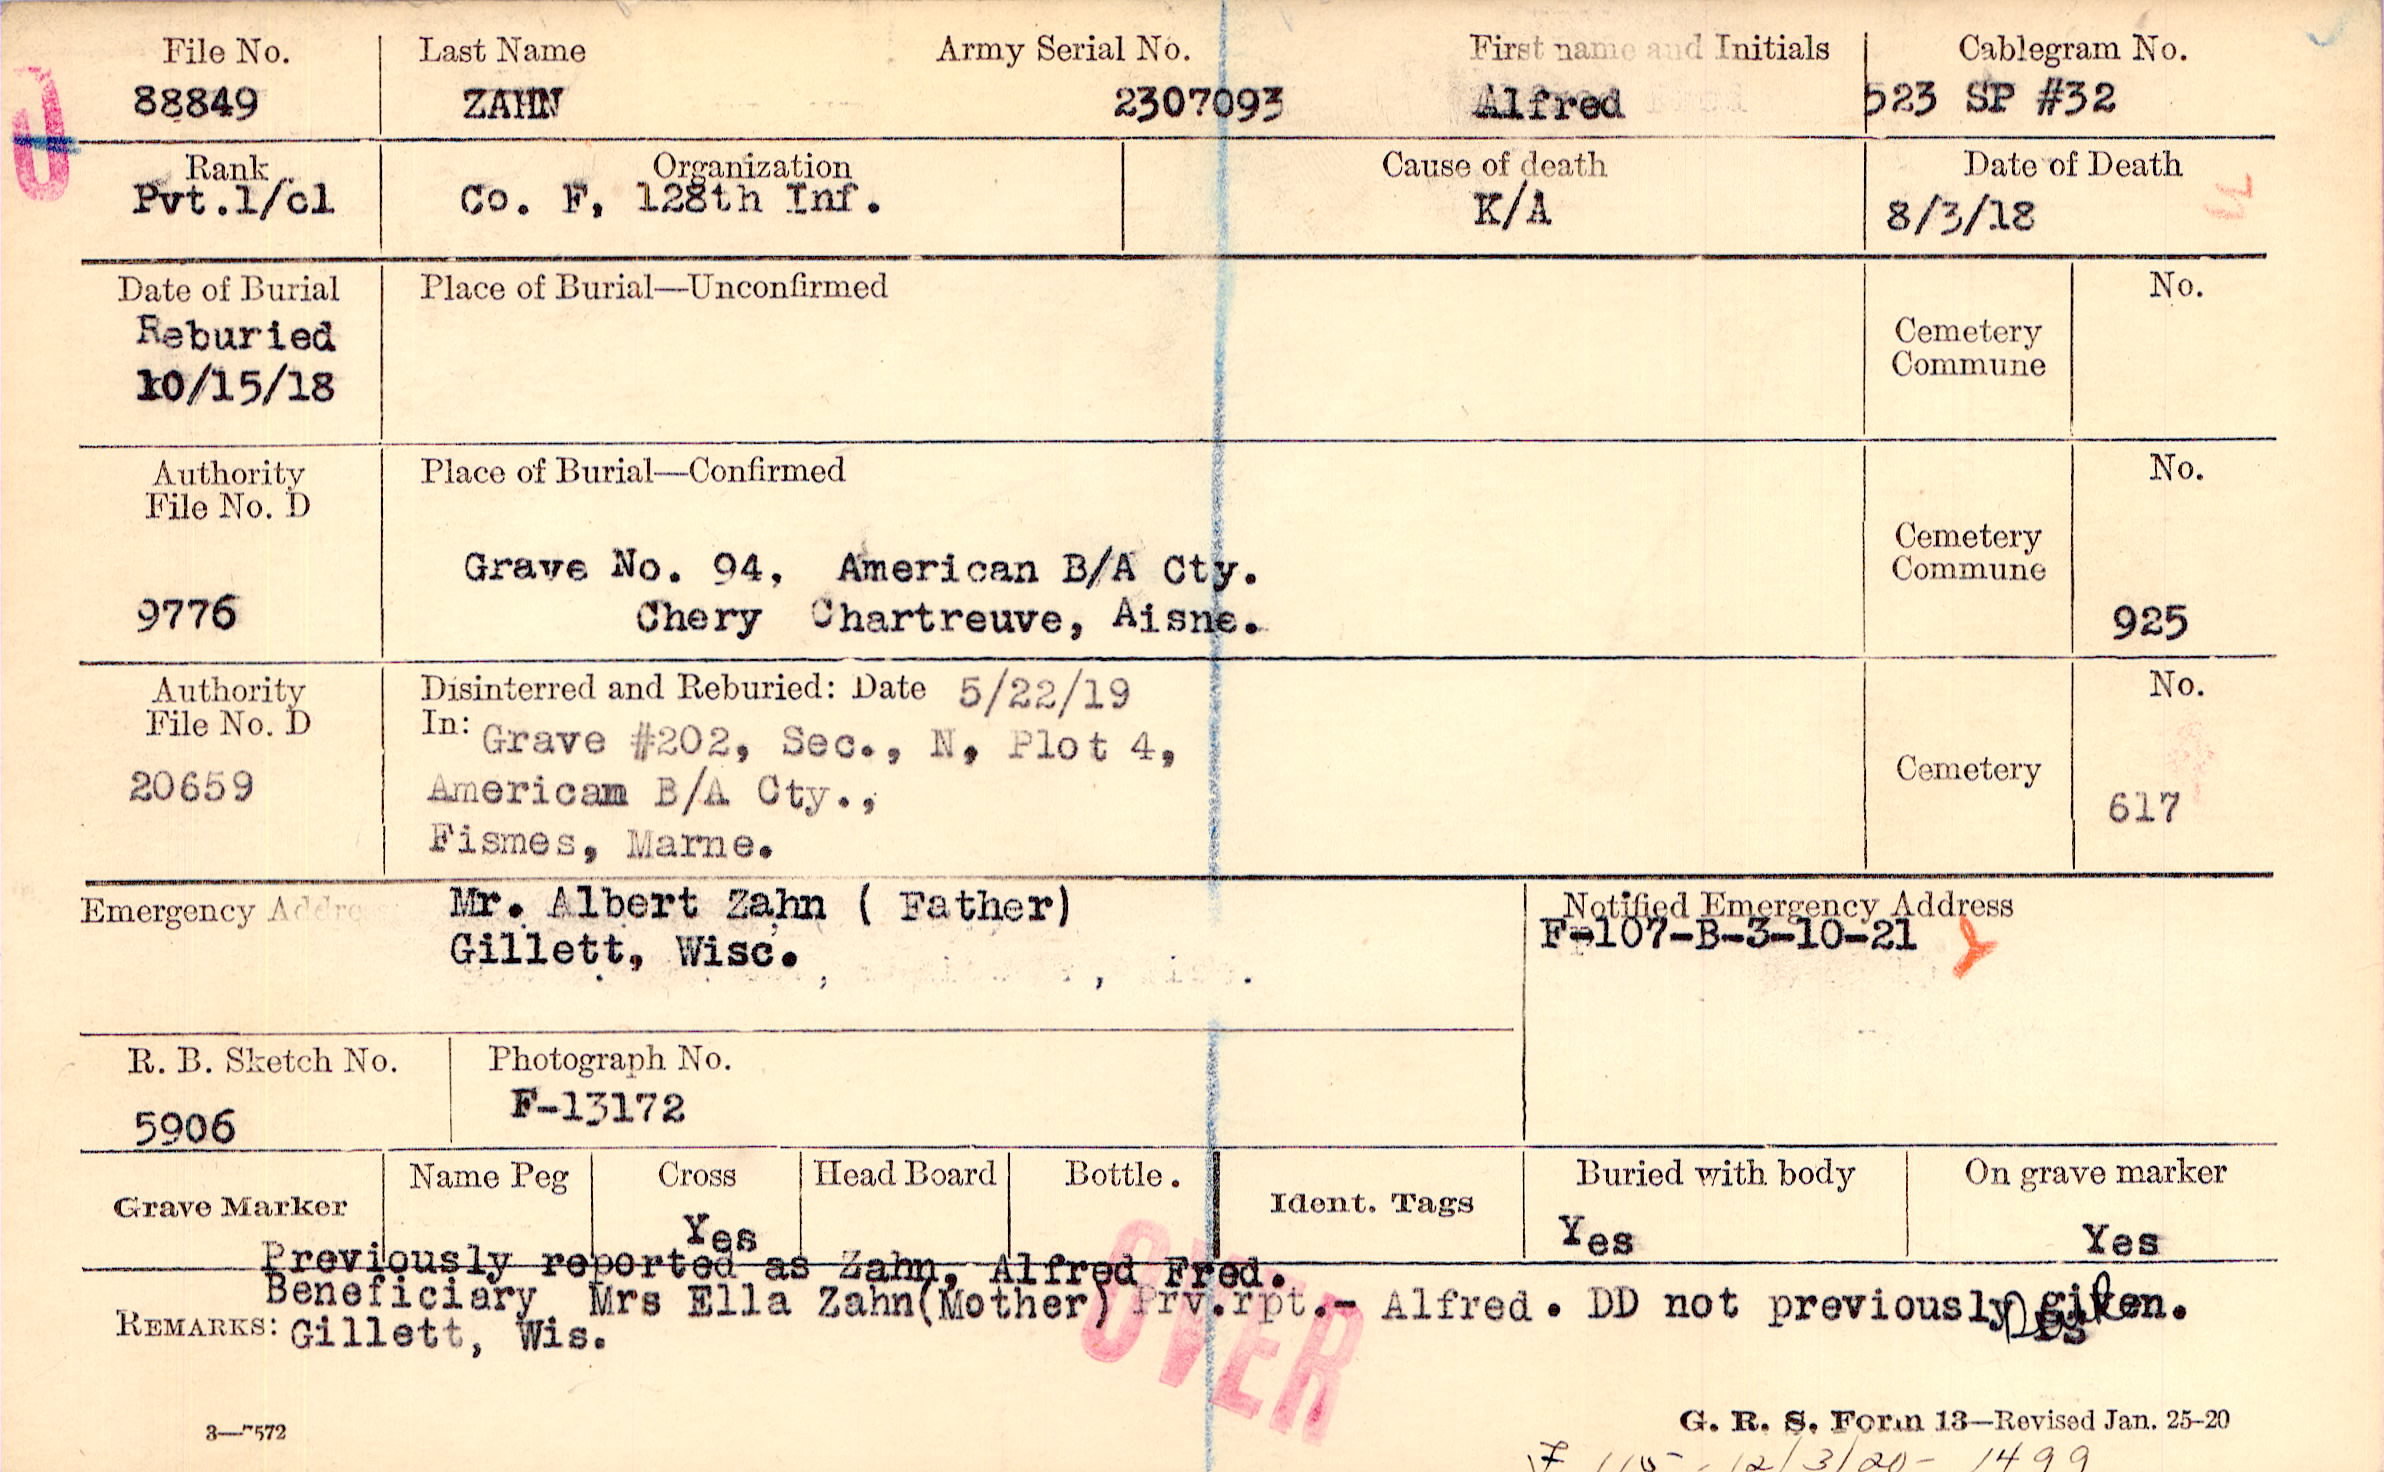 File No.
Last Name
Army Serial No.
First name and Initials
Cablegram No.
88849
ZAHN
2307093
Alfred
523 SP #32
Rank
Organization
Cause of death
Date of Death
Pvt.1/cl
Co. F, 128th Inf.
K/A
8/3/18
Date of Burial
Place of Burial—Unconfirmed
No.
Reburied
10/15/18
Cemetery
Commune
Authority
File No. D
Place of Burial—Confirmed
No.
Cemetery
Commune
9776
Grave No. 94, American B/A Cty.
Chery Chartreuve, Aisne.
925
Authority
File No. D
Disinterred and Reburied: Date 5/22/19
No.
In: Grave #202, Sec., N, Plot 4,
20659
American B/A Cty.,
Cemetery
617
Fismes, Marne.
Emergency Addre
Mr. Albert Zahn ( Father)
Gillett, Wisc.
Notified Emergency Address
F-107-B-3-10-21
R. B. Sketch No.
Photograph No.
5906
F-13172
Grave Marker
Name Peg
Cross
Head Board
Bottle.
Ident. Tags
Buried with body
On grave marker
Yes
Yes
Yes
Previously reported as Zahn, Alfred Fred.
Beneficiary Mrs Ella Zahn(Mother) Prv.rpt.- Alfred. DD not previously given.
REMARKS: Gillett, Wis.
OVER
3—7572
G. R. S. Form 13—Revised Jan. 25-20
12/3/20- 1499